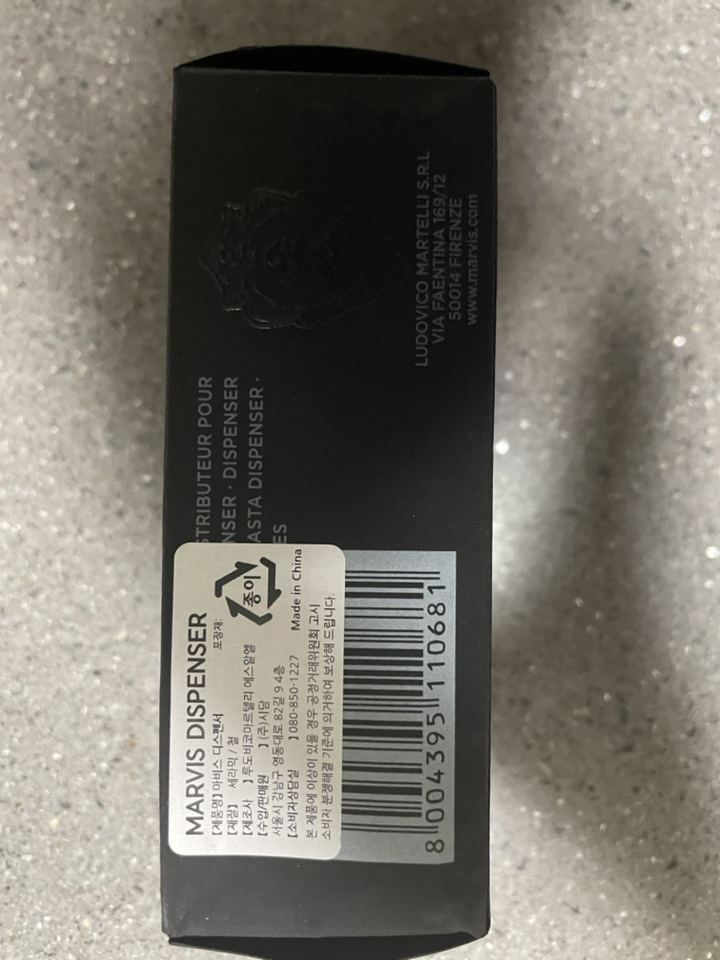 STRIBUTEUR POUR
NSER · DISPENSER
ASTA DISPENSER ·
ES
LUDOVICO MARTELLI S.R.L
VIA FAENTINA 169/12
50014 FIRENZE
www.marvis.com
MARVIS DISPENSER
[제품명] 마비스 디스펜서
포장재:
종이
[재질] 세라믹 / 철
[제조사 ] 루도비코마르텔리 에스알엘
[수입/판매원 ] (주)시담
서울시 강남구 영동대로 82길 9 4층
[소비자상담실 ] 080-850-1227
Made in China
본 제품에 이상이 있을 경우 공정거래위원회 고시
소비자 분쟁해결 기준에 의거하여 보상해 드립니다.
8 004395 110681